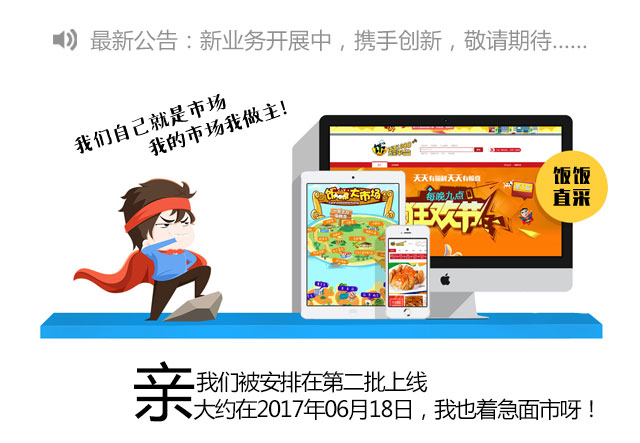 最新公告：新业务开展中，携手创新，敬请期待……
我们自己就是市场
我的市场我做主！
天天有福利 天天有惊喜
每晚九点
狂欢节
饭饭
直采
大市场
亲 我们被安排在第二批上线
大约在2017年06月18日，我也着急面市呀！